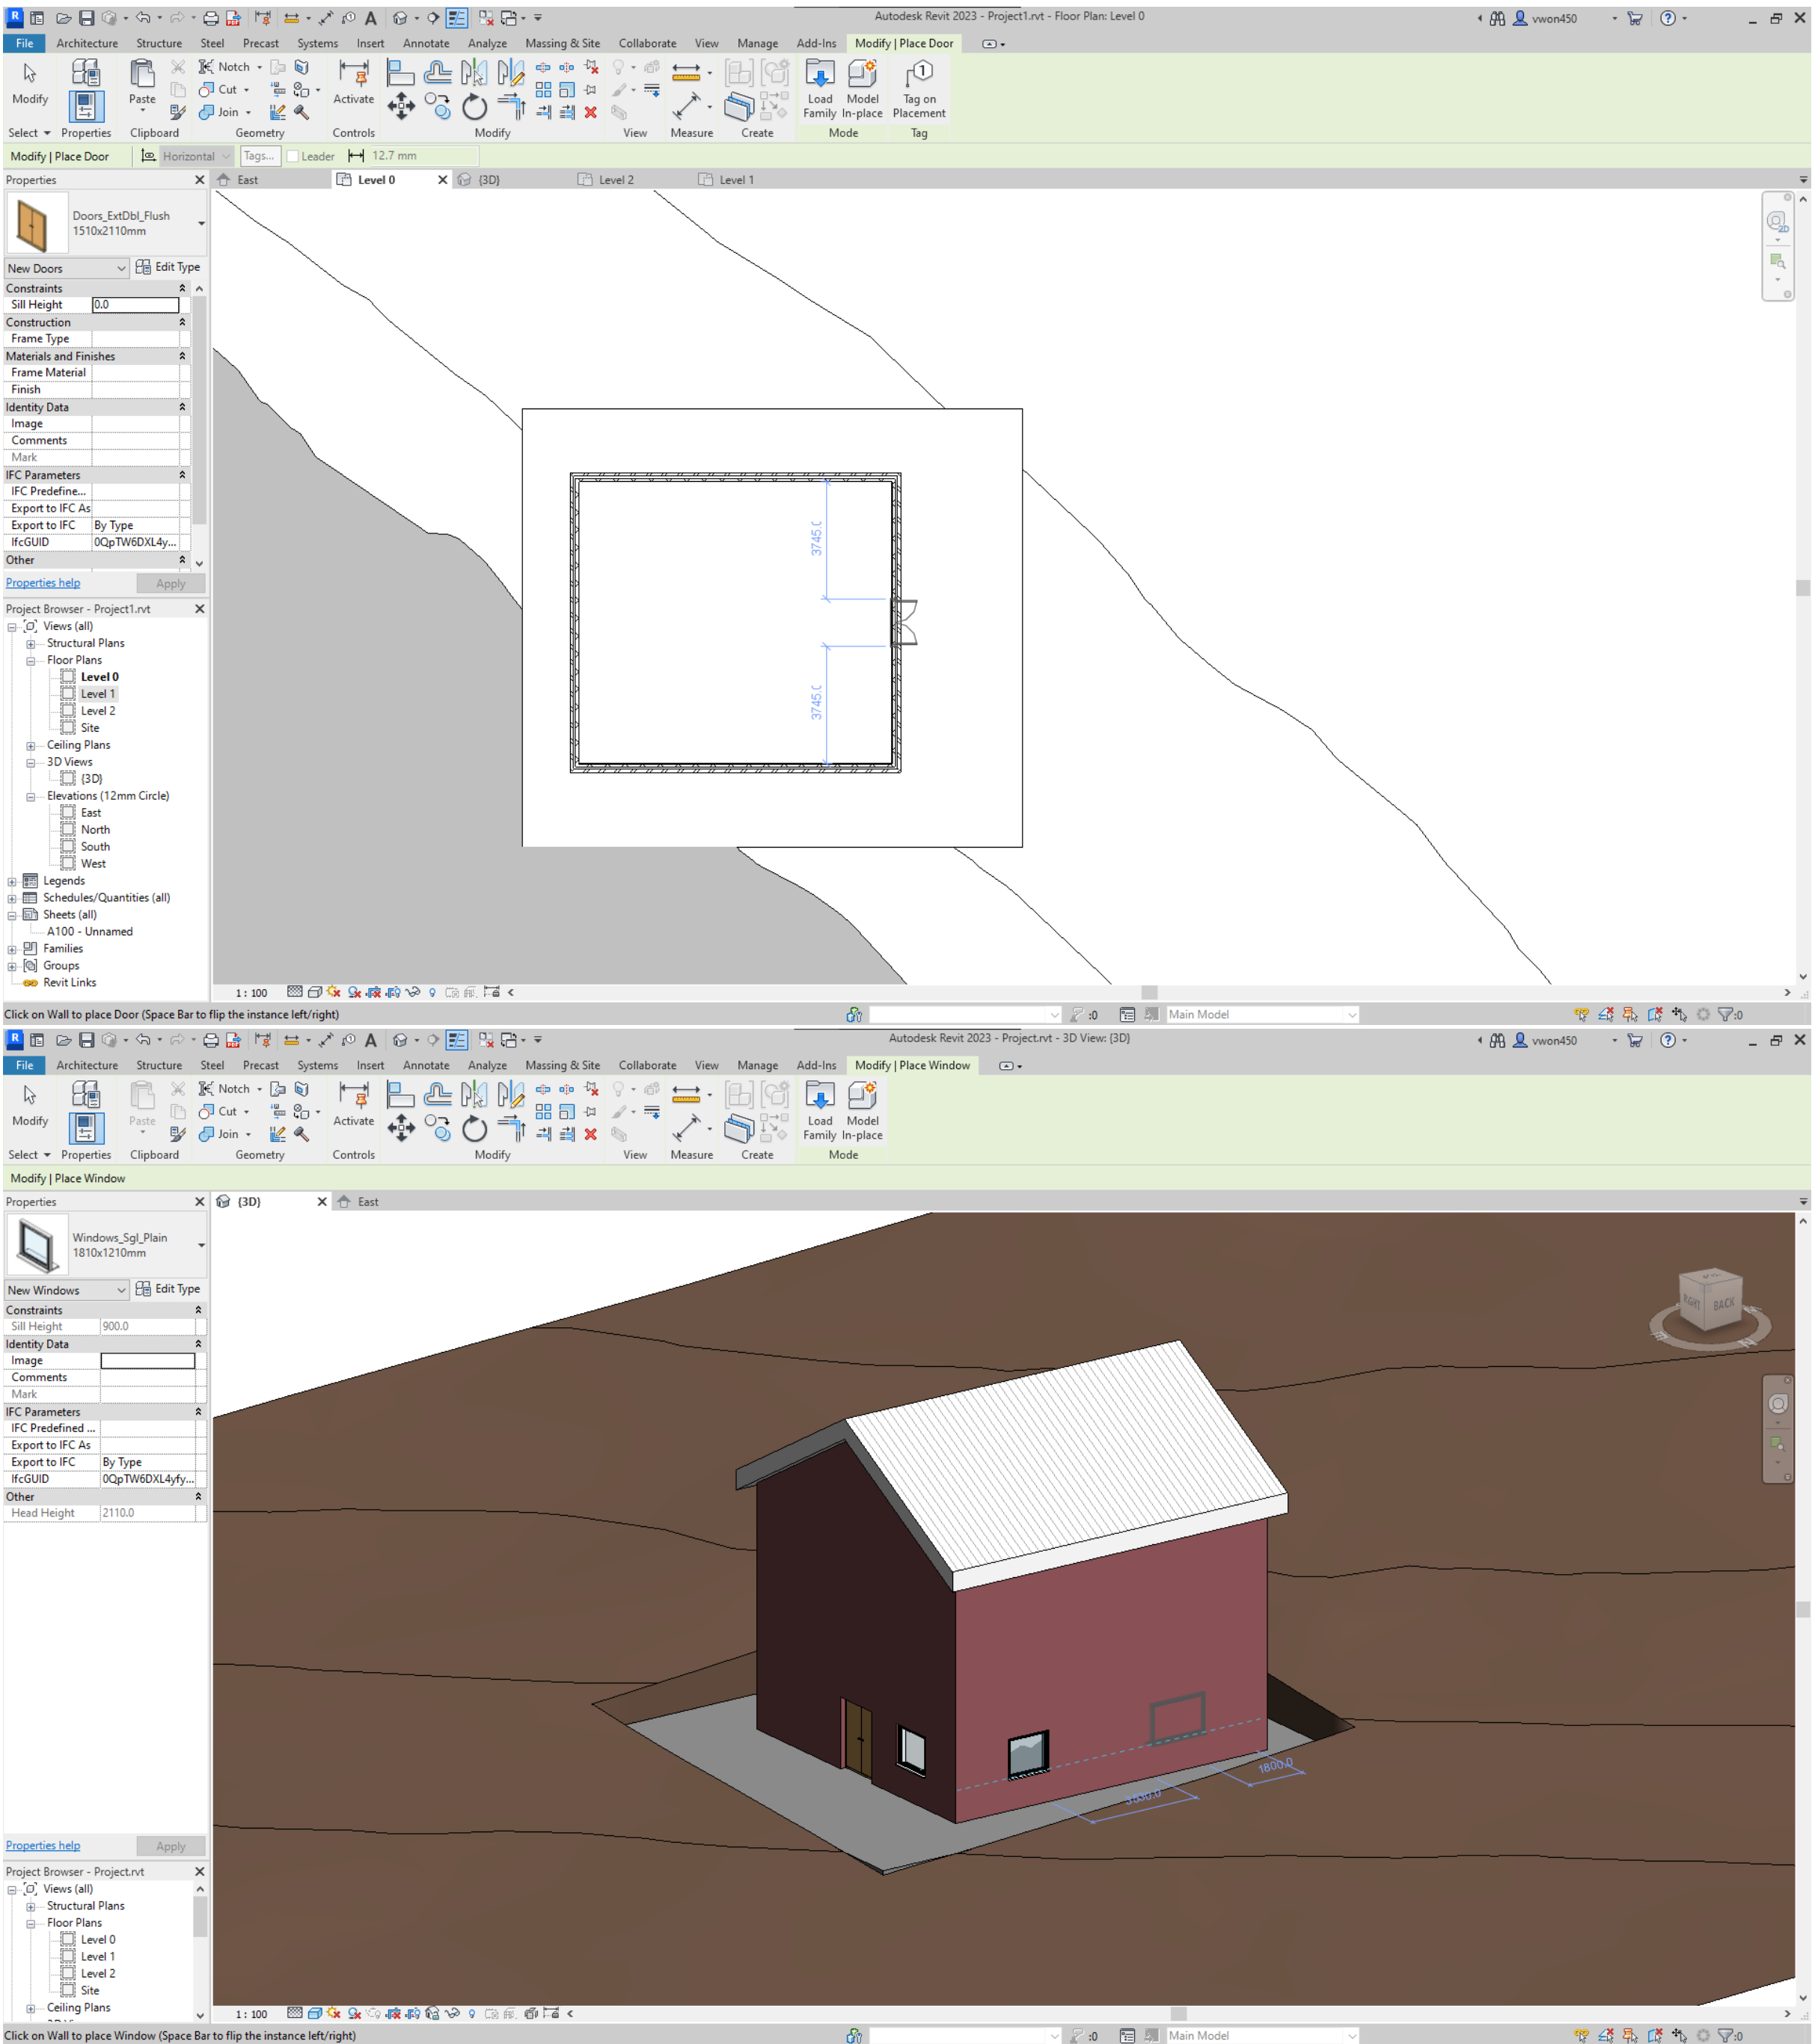 Autodesk Revit 2023 - Project1.rvt - Floor Plan: Level 0
vwon450
File Architecture Structure Steel Precast Systems Insert Annotate Analyze Massing & Site Collaborate View Manage Add-Ins Modify | Place Door
Modify
Paste
Notch
Cut
Join
Activate
Load Family
Model In-place
Tag on Placement
Select Properties Clipboard Geometry Controls Modify View Measure Create Mode Tag
Modify | Place Door Horizontal Tags... Leader 12.7 mm
Properties
East Level 0 {3D} Level 2 Level 1
Doors_ExtDbl_Flush
1510x2110mm
New Doors Edit Type
Constraints
Sill Height 0.0
Construction
Frame Type
Materials and Finishes
Frame Material
Finish
Identity Data
Image
Comments
Mark
IFC Parameters
IFC Predefine...
Export to IFC As
Export to IFC By Type
IfcGUID 0QpTW6DXL4y...
Other
Properties help Apply
3745.0
3745.0
Project Browser - Project1.rvt
Views (all)
Structural Plans
Floor Plans
Level 0
Level 1
Level 2
Site
Ceiling Plans
3D Views
{3D}
Elevations (12mm Circle)
East
North
South
West
Legends
Schedules/Quantities (all)
Sheets (all)
A100 - Unnamed
Families
Groups
Revit Links
1 : 100
Click on Wall to place Door (Space Bar to flip the instance left/right) :0 Main Model :0
Autodesk Revit 2023 - Project.rvt - 3D View: {3D}
vwon450
File Architecture Structure Steel Precast Systems Insert Annotate Analyze Massing & Site Collaborate View Manage Add-Ins Modify | Place Window
Modify
Paste
Notch
Cut
Join
Activate
Load Family
Model In-place
Select Properties Clipboard Geometry Controls Modify View Measure Create Mode
Modify | Place Window
Properties
{3D} East
Windows_Sgl_Plain
1810x1210mm
New Windows Edit Type
Constraints
Sill Height 900.0
Identity Data
Image
Comments
Mark
IFC Parameters
IFC Predefined ...
Export to IFC As
Export to IFC By Type
IfcGUID 0QpTW6DXL4yfy...
Other
Head Height 2110.0
RIGHT BACK
1800.0
Properties help Apply
Project Browser - Project.rvt
Views (all)
Structural Plans
Floor Plans
Level 0
Level 1
Level 2
Site
Ceiling Plans
1 : 100
Click on Wall to place Window (Space Bar to flip the instance left/right) :0 Main Model :0